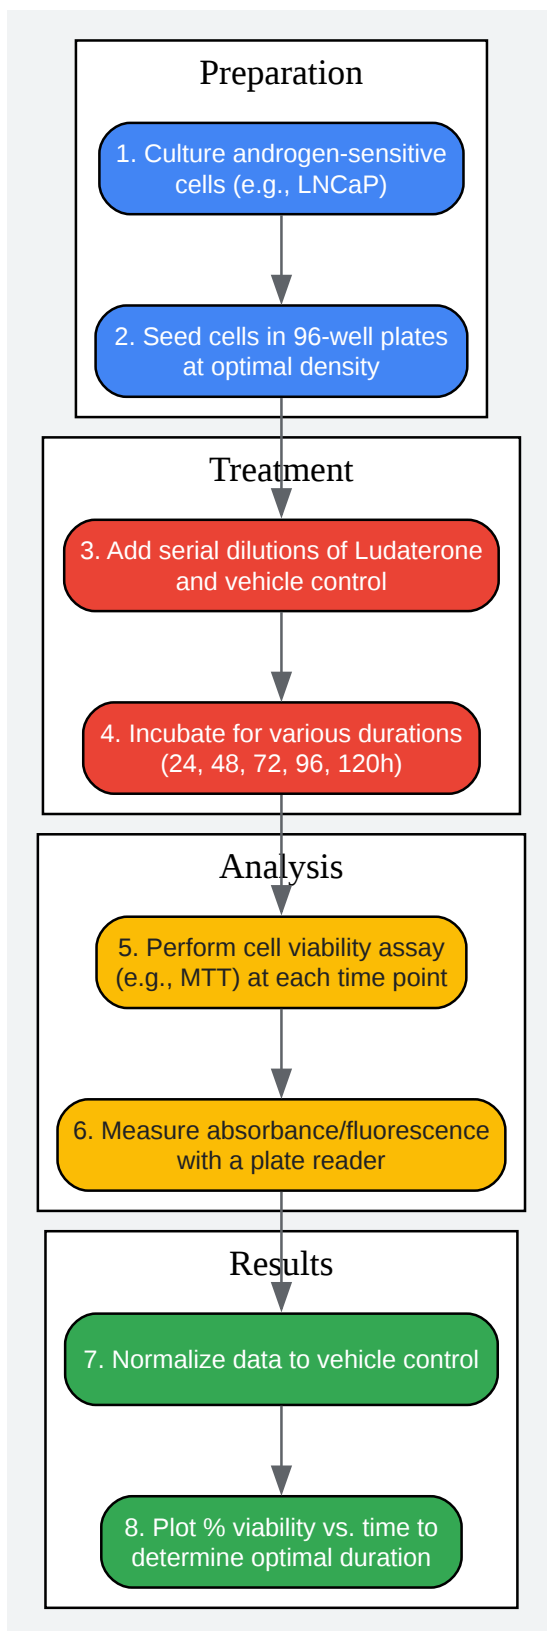 Preparation
1. Culture androgen-sensitive
cells (e.g., LNCaP)
2. Seed cells in 96-well plates
at optimal density
Treatment
3. Add serial dilutions of Ludaterone
and vehicle control
4. Incubate for various durations
(24, 48, 72, 96, 120h)
Analysis
5. Perform cell viability assay
(e.g., MTT) at each time point
6. Measure absorbance/fluorescence
with a plate reader
Results
7. Normalize data to vehicle control
8. Plot % viability vs. time to
determine optimal duration